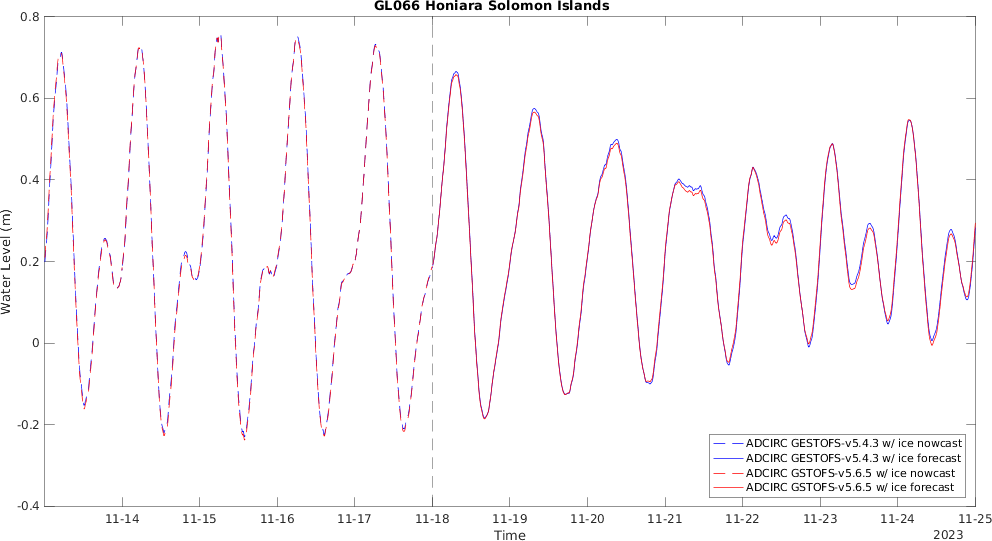 GL066 Honiara Solomon Islands
0.8
0.6
0.4
0.2
0
-0.2
-0.4
Water Level (m)
11-14 11-15 11-16 11-17 11-18 11-19 11-20 11-21 11-22 11-23 11-24 11-25
Time
2023
ADCIRC GESTOFS-v5.4.3 w/ ice nowcast
ADCIRC GESTOFS-v5.4.3 w/ ice forecast
ADCIRC GSTOFS-v5.6.5 w/ ice nowcast
ADCIRC GSTOFS-v5.6.5 w/ ice forecast